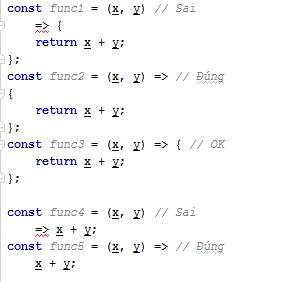 const func1 = (x, y) // Sai
    => {
    return x + y;
};
const func2 = (x, y) => // Đúng
{
    return x + y;
};
const func3 = (x, y) => { // OK
    return x + y;
};

const func4 = (x, y) // Sai
    => x + y;
const func5 = (x, y) => // Đúng
    x + y;